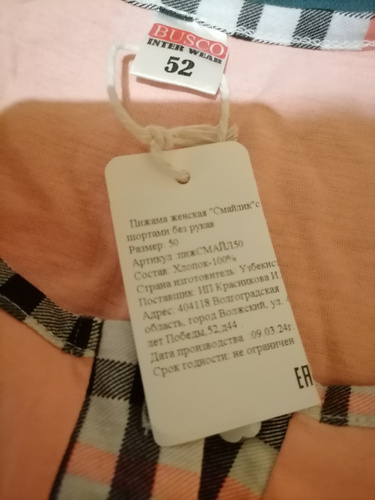 BUSCO
INTER WEAR
52
Пижама женская "Смайлик"с
шортами без рукав
Размер: 50
Артикул :пижСМАЙЛ50
Состав: Хлопок-100%
Страна изготовитель: Узбекис
Поставщик: ИП Красникова И
Адрес: 404118 Волгоградская
область, город Волжский, ул.
лет Победы,52,д44
Дата производства :09.03.24г.
Срок годности: не ограничен
EAC